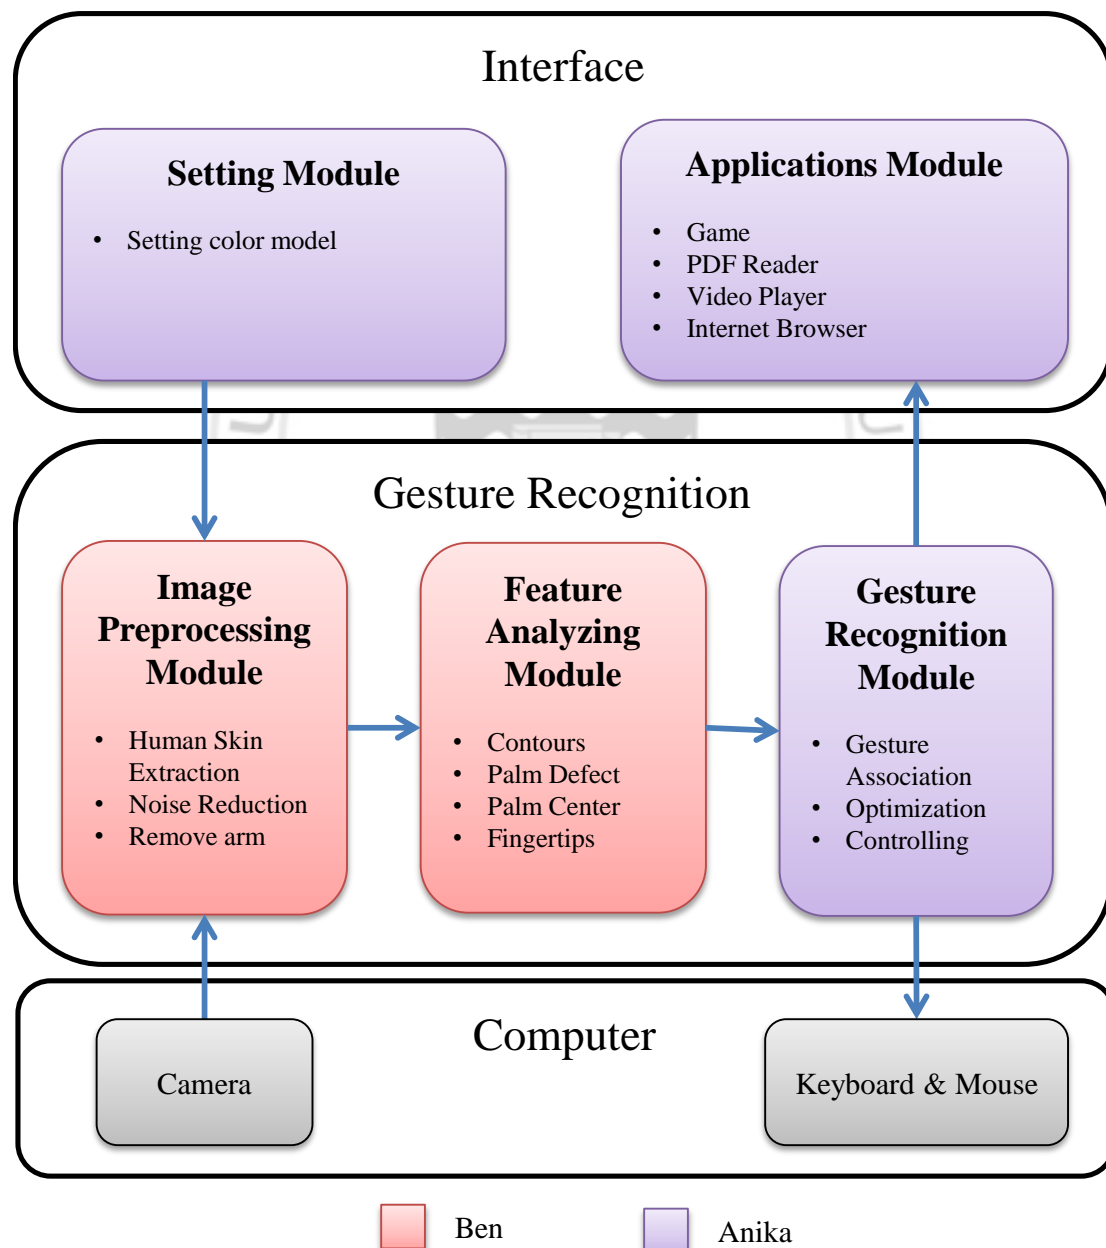 Interface
Setting Module
• Setting color model
Applications Module
• Game
• PDF Reader
• Video Player
• Internet Browser
Gesture Recognition
Image
Preprocessing
Module
• Human Skin
Extraction
• Noise Reduction
• Remove arm
Feature
Analyzing
Module
• Contours
• Palm Defect
• Palm Center
• Fingertips
Gesture
Recognition
Module
• Gesture
Association
• Optimization
• Controlling
Computer
Camera
Keyboard & Mouse
Ben
Anika